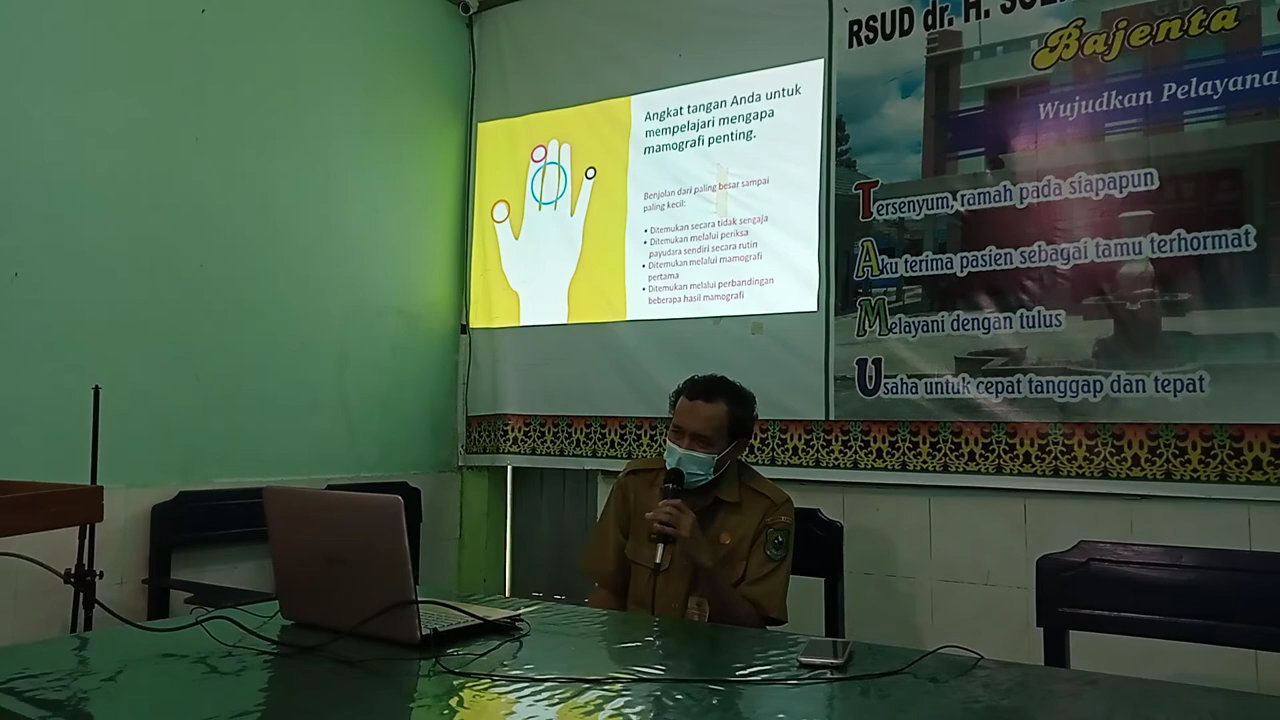 Angkat tangan Anda untuk
mempelajari mengapa
mamografi penting.
Benjolan dari paling besar sampai
paling kecil:
• Ditemukan secara tidak sengaja
• Ditemukan melalui periksa
payudara sendiri secara rutin
• Ditemukan melalui mamografi
pertama
• Ditemukan melalui perbandingan
beberapa hasil mamografi
RSUD dr. H.
Bajenta
Wujudkan
Tersenyum, ramah pada siapapun
Aku terima pasien sebagai tamu terhormat
Melayani dengan tulus
Usaha untuk cepat tanggap dan tepat